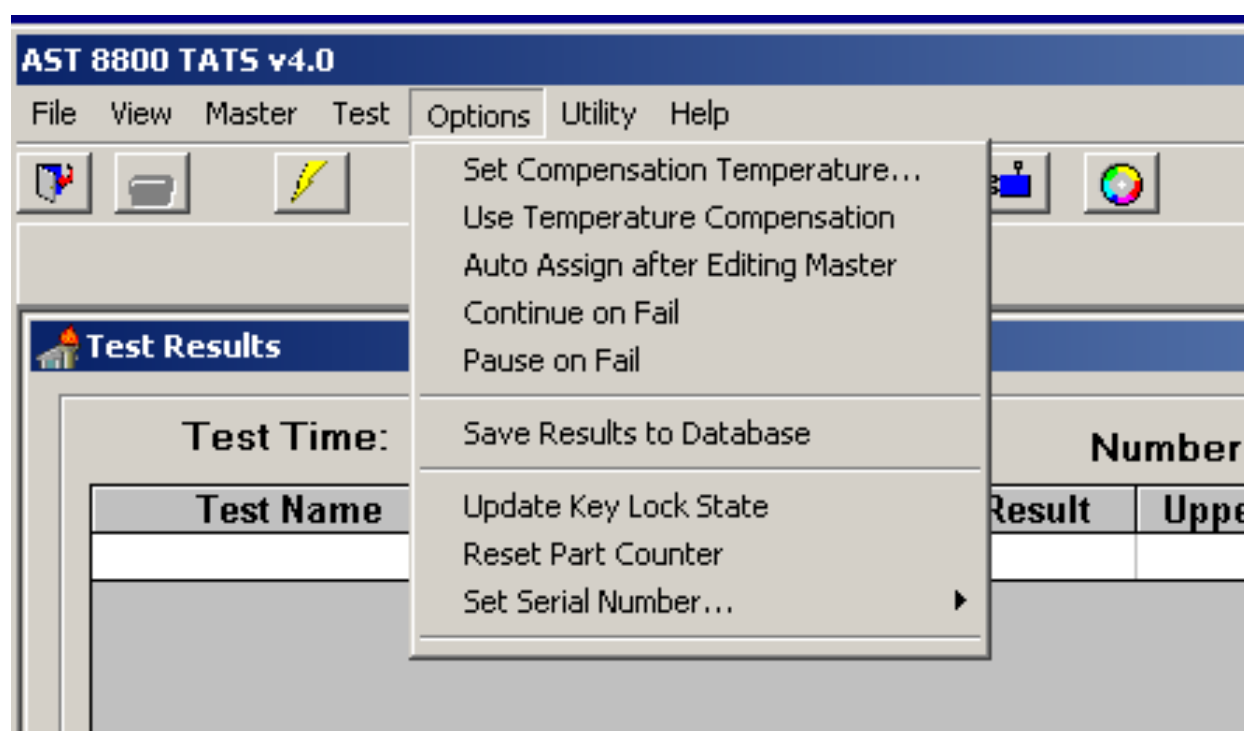 AST 8800 TATS v4.0
File View Master Test Options Utility Help
Set Compensation Temperature...
Use Temperature Compensation
Auto Assign after Editing Master
Continue on Fail
Pause on Fail
Save Results to Database
Update Key Lock State
Reset Part Counter
Set Serial Number...
Test Results
Test Time: Number
Test Name Result